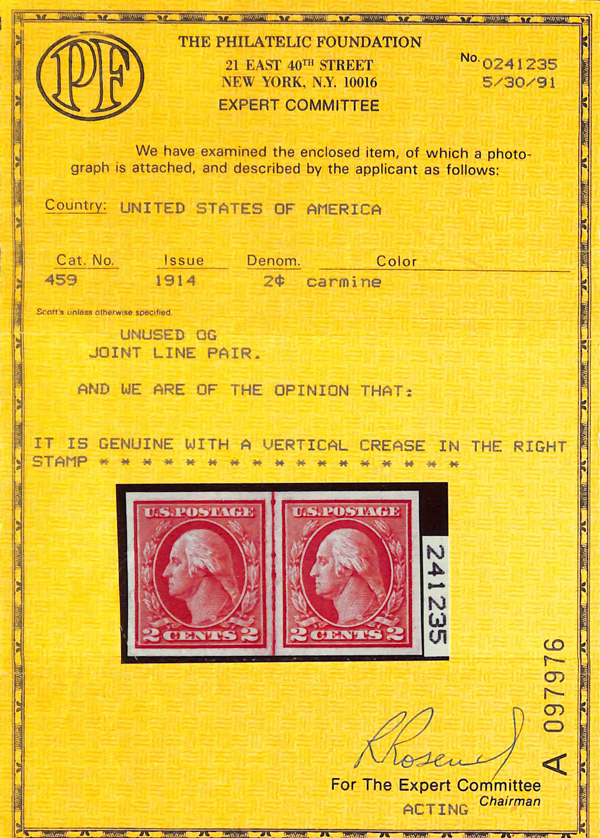 PF
THE PHILATELIC FOUNDATION
21 EAST 40TH STREET
NEW YORK, N.Y. 10016
EXPERT COMMITTEE
No. 0241235
5/30/91
We have examined the enclosed item, of which a photo-
graph is attached, and described by the applicant as follows:
Country: UNITED STATES OF AMERICA
Cat. No. Issue Denom. Color
459 1914 2¢ carmine
Scott's unless otherwise specified.
UNUSED OG
JOINT LINE PAIR.
AND WE ARE OF THE OPINION THAT:
IT IS GENUINE WITH A VERTICAL CREASE IN THE RIGHT
STAMP * * * * * * * * * * * * * * * * *
U.S. POSTAGE U.S. POSTAGE
2 CENTS 2 2 CENTS 2
241235
A 097976
For The Expert Committee
Chairman
ACTING